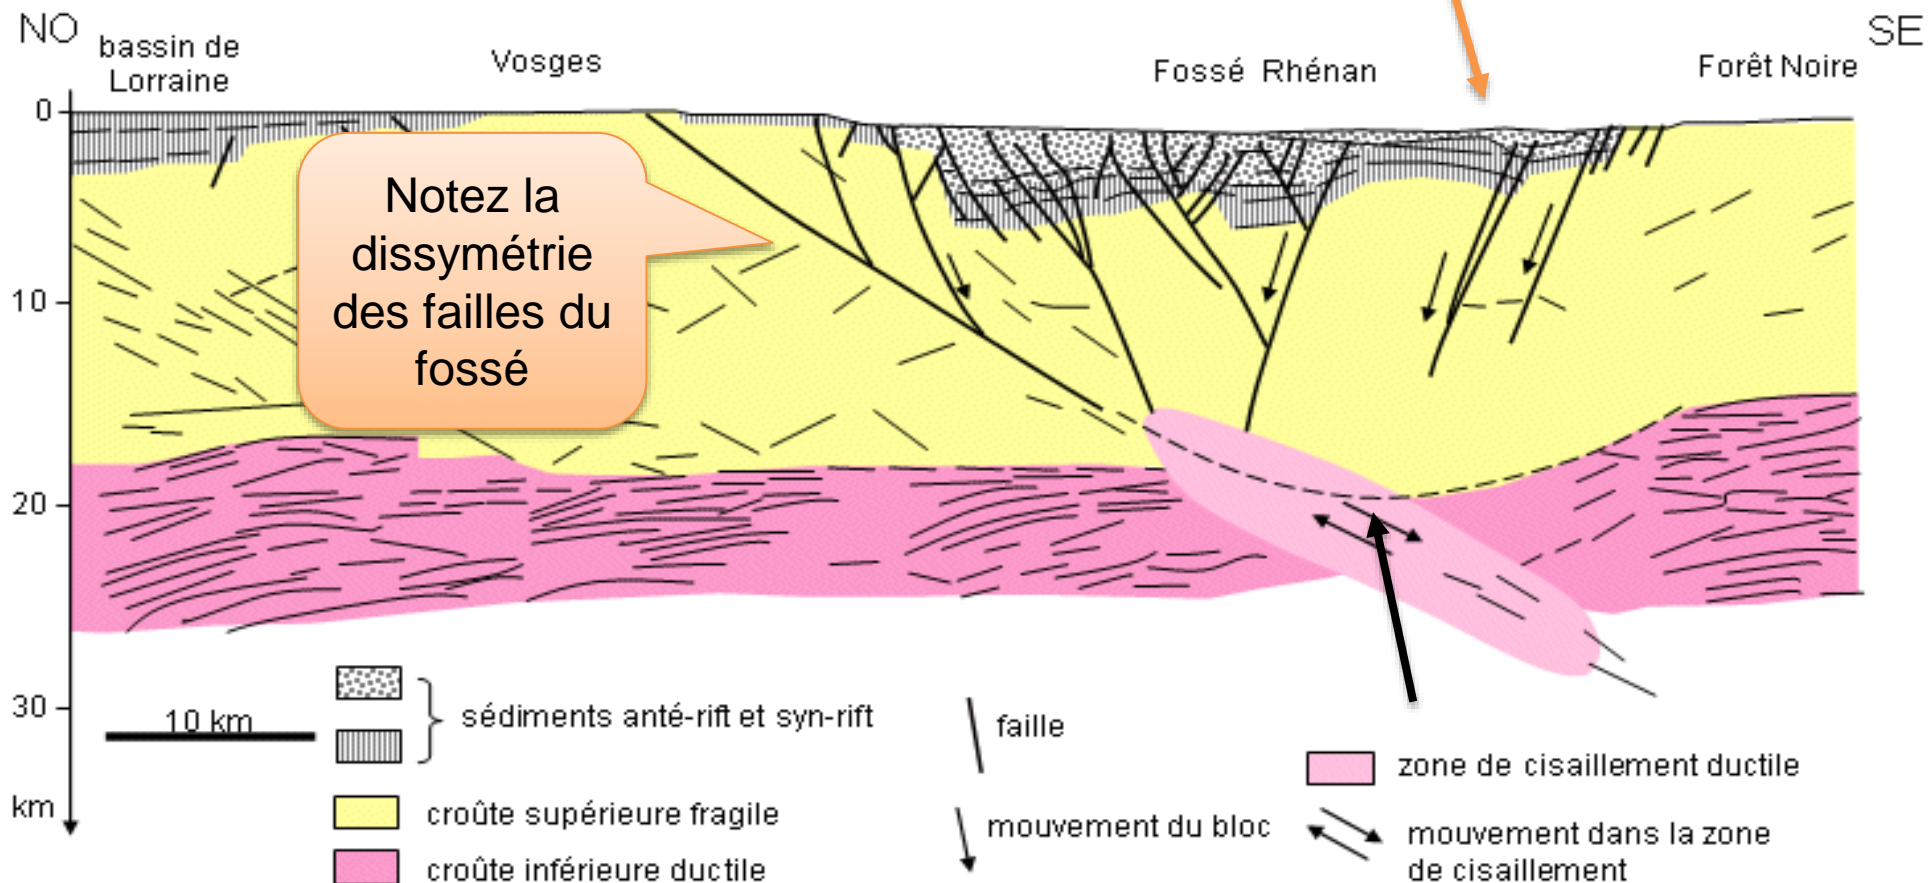 NO
SE
bassin de
Lorraine
Vosges
Fossé Rhénan
Forêt Noire
0
10
20
30
km
Notez la
dissymétrie
des failles du
fossé
10 km
sédiments anté-rift et syn-rift
croûte supérieure fragile
croûte inférieure ductile
faille
mouvement du bloc
zone de cisaillement ductile
mouvement dans la zone
de cisaillement